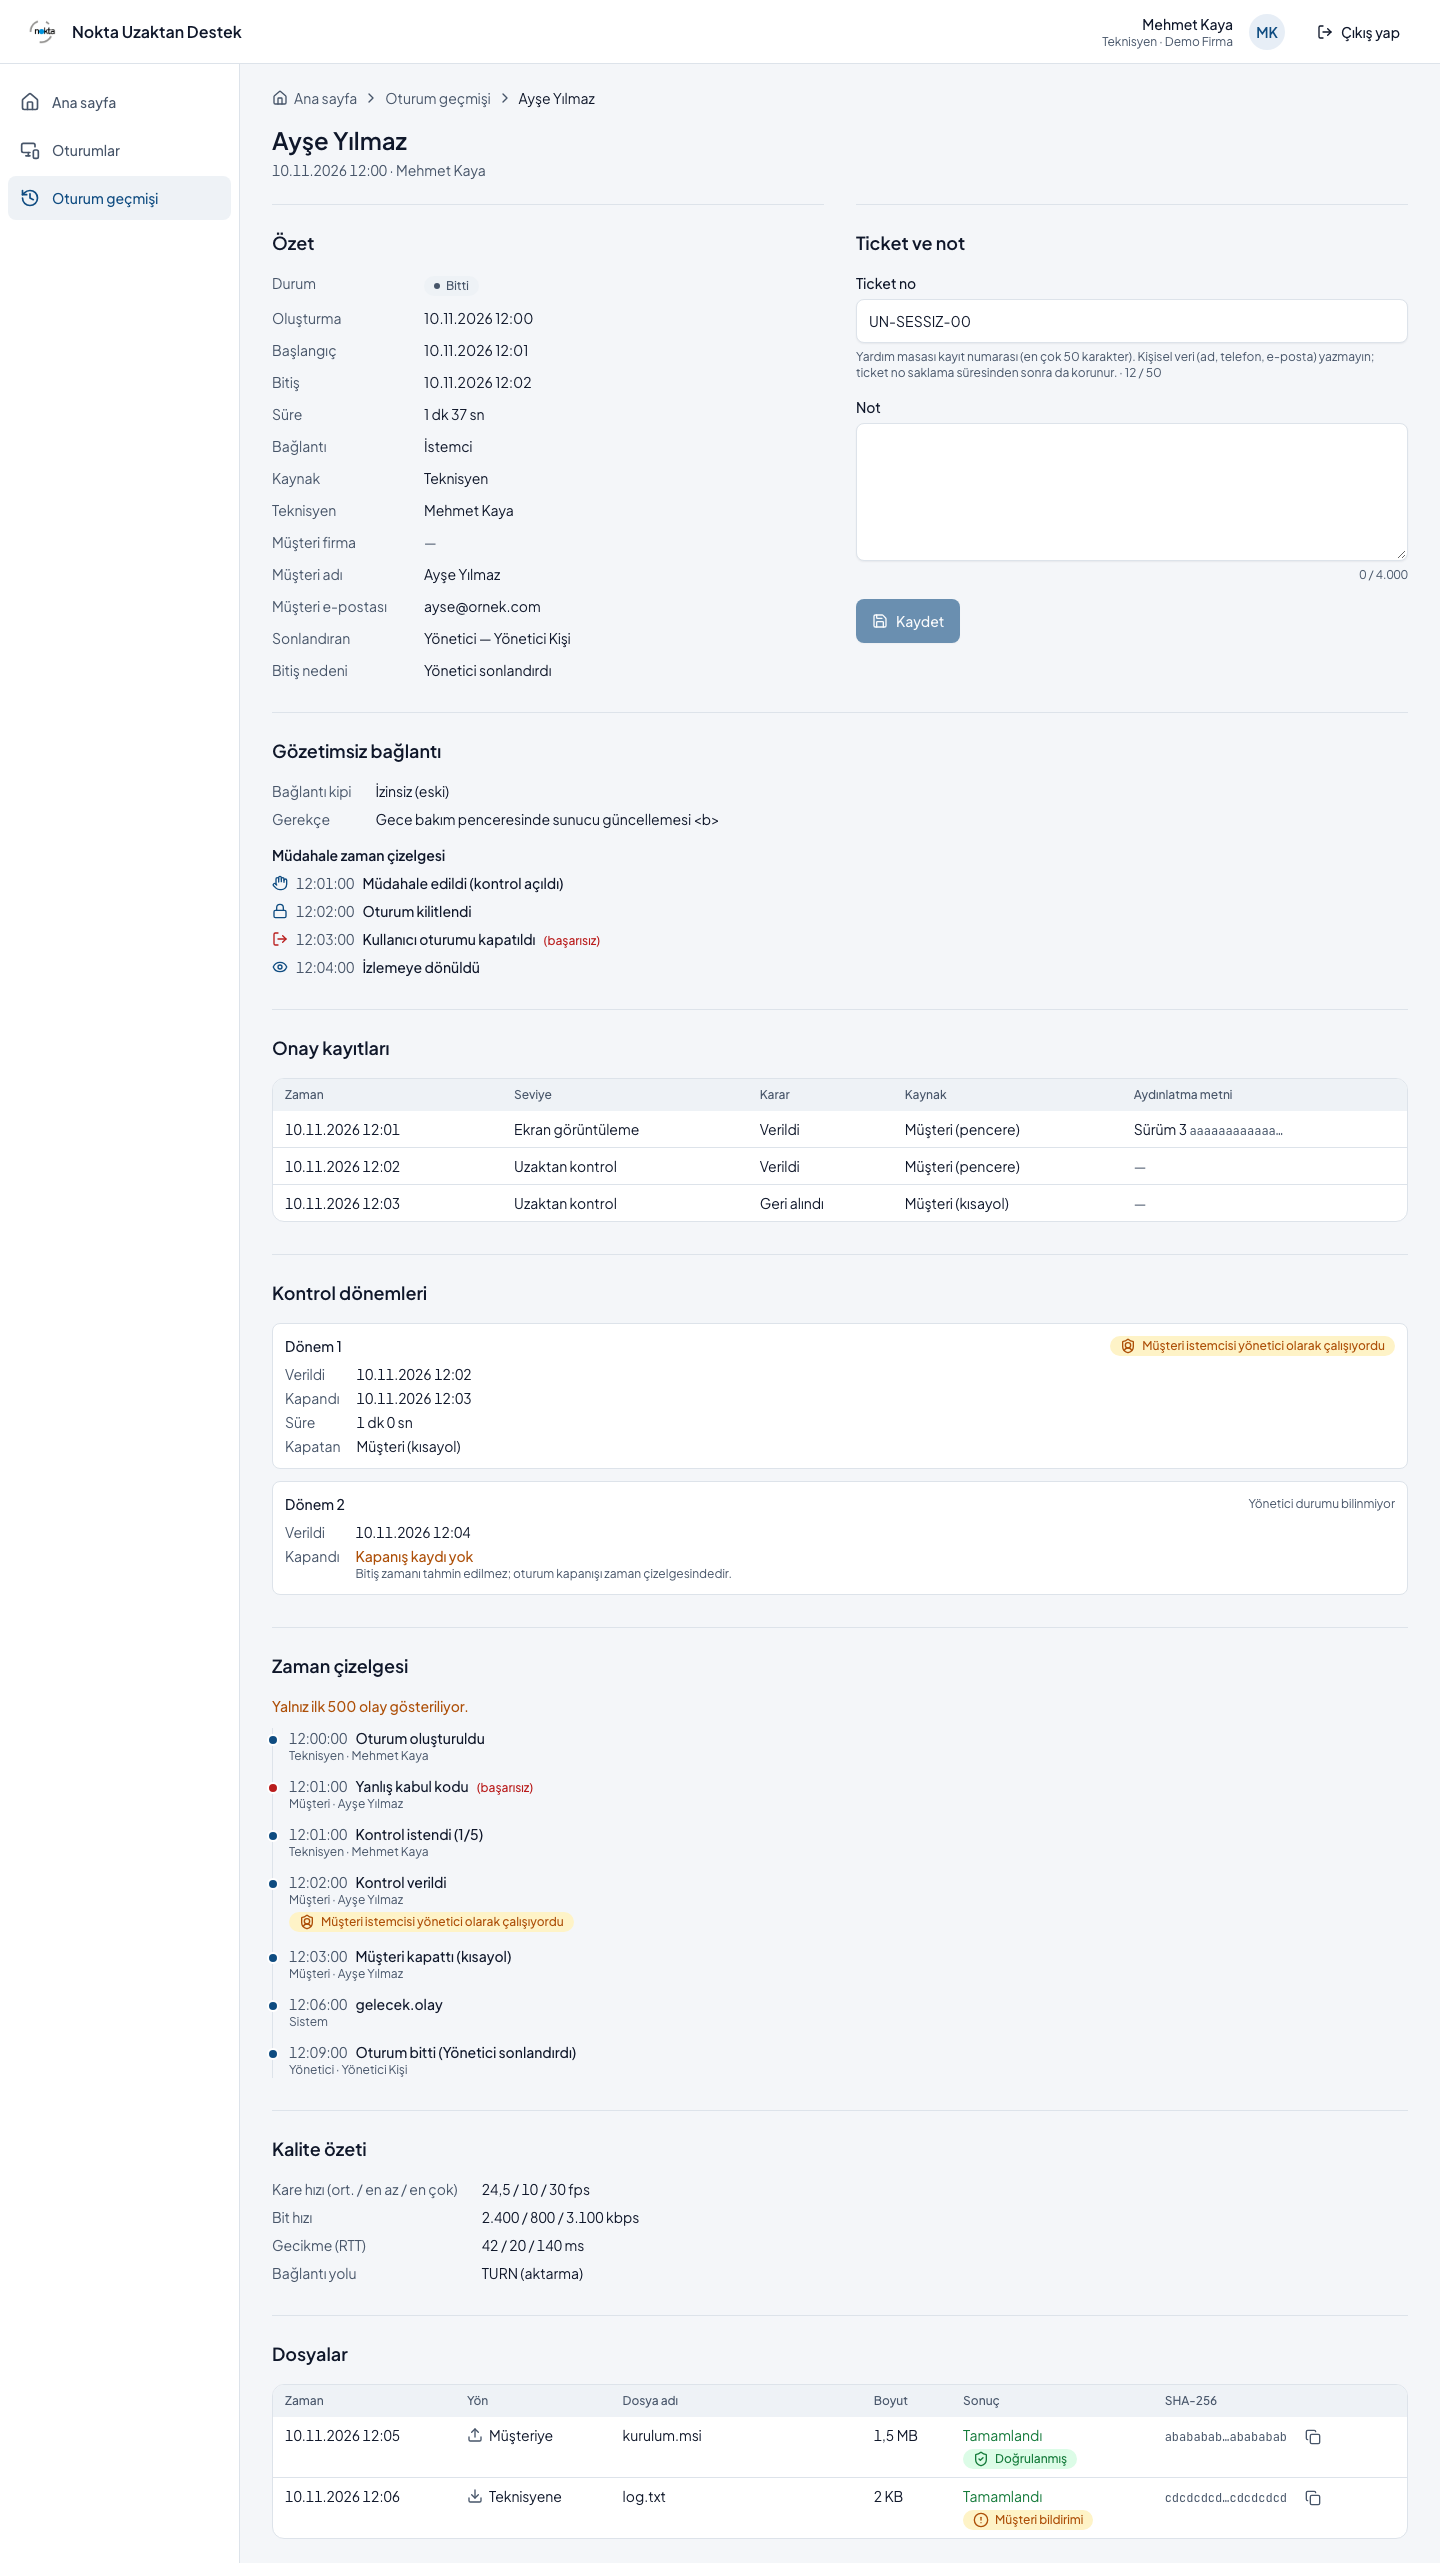 nokta
Nokta Uzaktan Destek
Mehmet Kaya
Teknisyen · Demo Firma
MK
Çıkış yap
Ana sayfa
Oturumlar
Oturum geçmişi
Ana sayfa > Oturum geçmişi > Ayşe Yılmaz
Ayşe Yılmaz
10.11.2026 12:00 · Mehmet Kaya
Özet
Durum Bitti
Oluşturma 10.11.2026 12:00
Başlangıç 10.11.2026 12:01
Bitiş 10.11.2026 12:02
Süre 1 dk 37 sn
Bağlantı İstemci
Kaynak Teknisyen
Teknisyen Mehmet Kaya
Müşteri firma —
Müşteri adı Ayşe Yılmaz
Müşteri e-postası ayse@ornek.com
Sonlandıran Yönetici — Yönetici Kişi
Bitiş nedeni Yönetici sonlandırdı
Ticket ve not
Ticket no
UN-SESSIZ-00
Yardım masası kayıt numarası (en çok 50 karakter). Kişisel veri (ad, telefon, e-posta) yazmayın;
ticket no saklama süresinden sonra da korunur. · 12 / 50
Not
0 / 4.000
Kaydet
Gözetimsiz bağlantı
Bağlantı kipi İzinsiz (eski)
Gerekçe Gece bakım penceresinde sunucu güncellemesi <b>
Müdahale zaman çizelgesi
12:01:00 Müdahale edildi (kontrol açıldı)
12:02:00 Oturum kilitlendi
12:03:00 Kullanıcı oturumu kapatıldı (başarısız)
12:04:00 İzlemeye dönüldü
Onay kayıtları
Zaman Seviye Karar Kaynak Aydınlatma metni
10.11.2026 12:01 Ekran görüntüleme Verildi Müşteri (pencere) Sürüm 3 aaaaaaaaaaaa…
10.11.2026 12:02 Uzaktan kontrol Verildi Müşteri (pencere) —
10.11.2026 12:03 Uzaktan kontrol Geri alındı Müşteri (kısayol) —
Kontrol dönemleri
Dönem 1 Müşteri istemcisi yönetici olarak çalışıyordu
Verildi 10.11.2026 12:02
Kapandı 10.11.2026 12:03
Süre 1 dk 0 sn
Kapatan Müşteri (kısayol)
Dönem 2 Yönetici durumu bilinmiyor
Verildi 10.11.2026 12:04
Kapandı Kapanış kaydı yok
Bitiş zamanı tahmin edilmez; oturum kapanışı zaman çizelgesindedir.
Zaman çizelgesi
Yalnız ilk 500 olay gösteriliyor.
12:00:00 Oturum oluşturuldu
Teknisyen · Mehmet Kaya
12:01:00 Yanlış kabul kodu (başarısız)
Müşteri · Ayşe Yılmaz
12:01:00 Kontrol istendi (1/5)
Teknisyen · Mehmet Kaya
12:02:00 Kontrol verildi
Müşteri · Ayşe Yılmaz
Müşteri istemcisi yönetici olarak çalışıyordu
12:03:00 Müşteri kapattı (kısayol)
Müşteri · Ayşe Yılmaz
12:06:00 gelecek.olay
Sistem
12:09:00 Oturum bitti (Yönetici sonlandırdı)
Yönetici · Yönetici Kişi
Kalite özeti
Kare hızı (ort. / en az / en çok) 24,5 / 10 / 30 fps
Bit hızı 2.400 / 800 / 3.100 kbps
Gecikme (RTT) 42 / 20 / 140 ms
Bağlantı yolu TURN (aktarma)
Dosyalar
Zaman Yön Dosya adı Boyut Sonuç SHA-256
10.11.2026 12:05 Müşteriye kurulum.msi 1,5 MB Tamamlandı abababab…abababab
Doğrulanmış
10.11.2026 12:06 Teknisyene log.txt 2 KB Tamamlandı cdcdcdcd…cdcdcdcd
Müşteri bildirimi